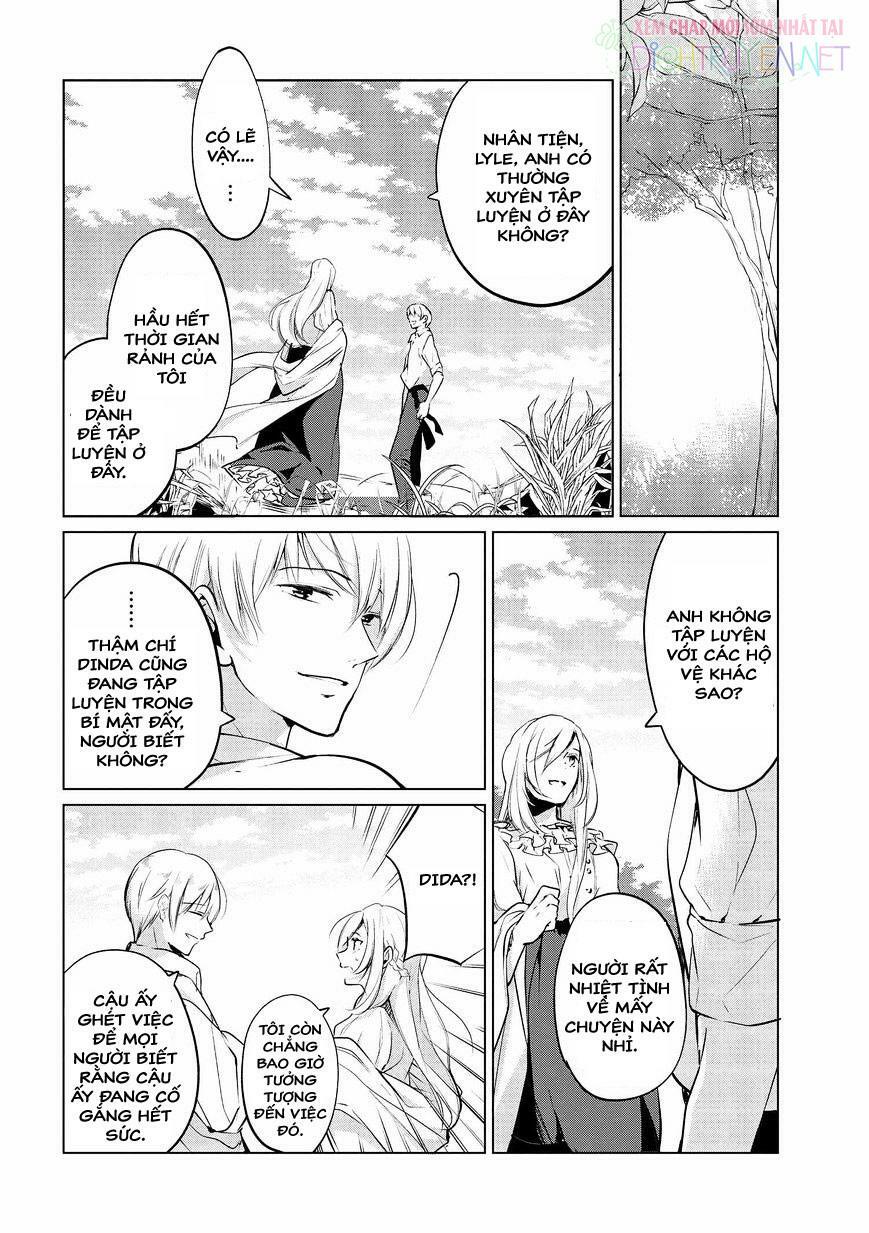 XEM CHAP MỚI SỚM NHẤT TẠI
DICHTRUYEN.NET
NHÂN TIỆN,
LYLE, ANH CÓ
THƯỜNG
XUYÊN TẬP
LUYỆN Ở ĐÂY
KHÔNG?
CÓ LẼ
VẬY....
...
HẦU HẾT
THỜI GIAN
RẢNH CỦA
TÔI
ĐỀU
DÀNH
ĐỂ TẬP
LUYỆN Ở
ĐẤY.
ANH KHÔNG
TẬP LUYỆN
VỚI CÁC HỘ
VỆ KHÁC
SAO?
NGƯỜI RẤT
NHIỆT TÌNH
VỀ MẤY
CHUYỆN NÀY
NHỈ.
......
THẬM CHÍ
DINDA CŨNG
ĐANG TẬP
LUYỆN TRONG
BÍ MẬT ĐẤY,
NGƯỜI BIẾT
KHÔNG?
DIDA?!
TÔI CÒN
CHẲNG
BAO GIỜ
TƯỞNG
TƯỢNG
ĐẾN VIỆC
ĐÓ.
CẬU ẤY
GHÉT VIỆC
ĐỂ MỌI
NGƯỜI BIẾT
RẰNG CẬU
ẤY ĐANG CỐ
GẮNG HẾT
SỨC.